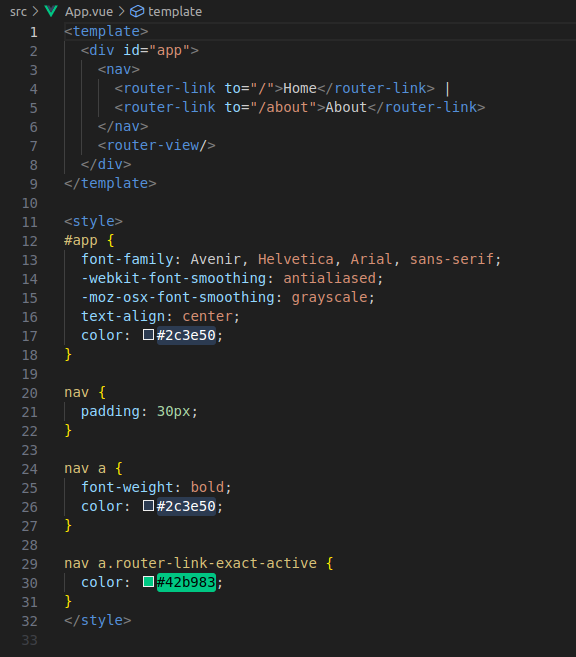 src > App.vue > template
1 <template>
2   <div id="app">
3     <nav>
4       <router-link to="/">Home</router-link> |
5       <router-link to="/about">About</router-link>
6     </nav>
7     <router-view/>
8   </div>
9 </template>
10
11 <style>
12 #app {
13   font-family: Avenir, Helvetica, Arial, sans-serif;
14   -webkit-font-smoothing: antialiased;
15   -moz-osx-font-smoothing: grayscale;
16   text-align: center;
17   color: #2c3e50;
18 }
19
20 nav {
21   padding: 30px;
22 }
23
24 nav a {
25   font-weight: bold;
26   color: #2c3e50;
27 }
28
29 nav a.router-link-exact-active {
30   color: #42b983;
31 }
32 </style>
33